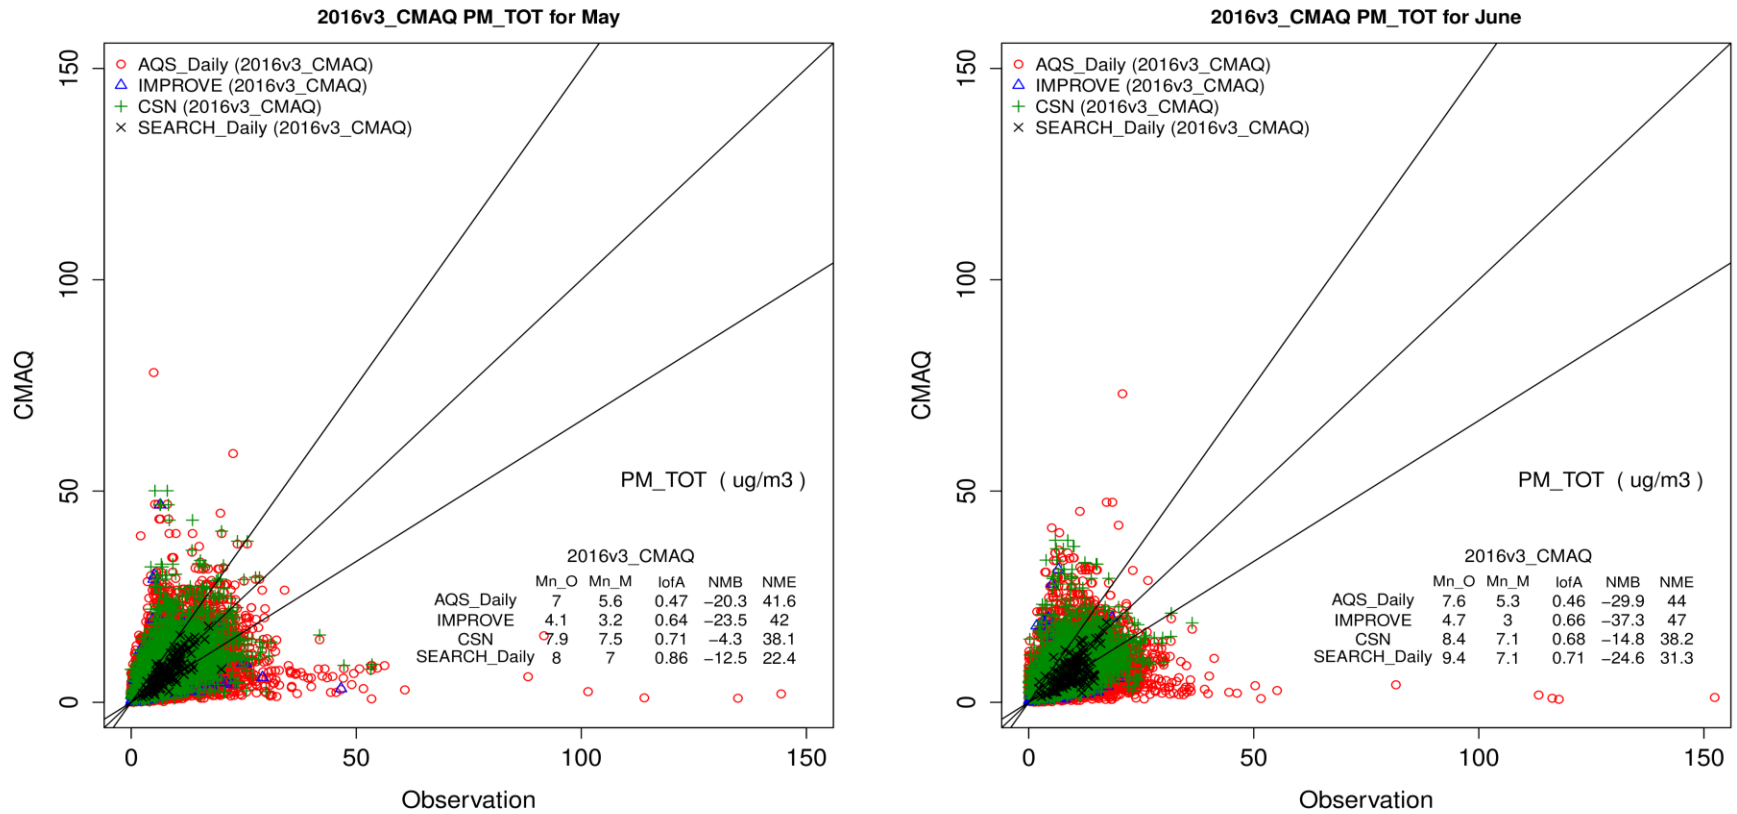 2016v3_CMAQ PM_TOT for May
150
100
50
0
CMAQ
AQS_Daily (2016v3_CMAQ)
IMPROVE (2016v3_CMAQ)
CSN (2016v3_CMAQ)
SEARCH_Daily (2016v3_CMAQ)
PM_TOT ( ug/m3 )
2016v3_CMAQ
Mn_O Mn_M IofA NMB NME
AQS_Daily 7 5.6 0.47 −20.3 41.6
IMPROVE 4.1 3.2 0.64 −23.5 42
CSN 7.9 7.5 0.71 −4.3 38.1
SEARCH_Daily 8 7 0.86 −12.5 22.4
0 50 100 150
Observation
2016v3_CMAQ PM_TOT for June
150
100
50
0
CMAQ
AQS_Daily (2016v3_CMAQ)
IMPROVE (2016v3_CMAQ)
CSN (2016v3_CMAQ)
SEARCH_Daily (2016v3_CMAQ)
PM_TOT ( ug/m3 )
2016v3_CMAQ
Mn_O Mn_M IofA NMB NME
AQS_Daily 7.6 5.3 0.46 −29.9 44
IMPROVE 4.7 3 0.66 −37.3 47
CSN 8.4 7.1 0.68 −14.8 38.2
SEARCH_Daily 9.4 7.1 0.71 −24.6 31.3
0 50 100 150
Observation